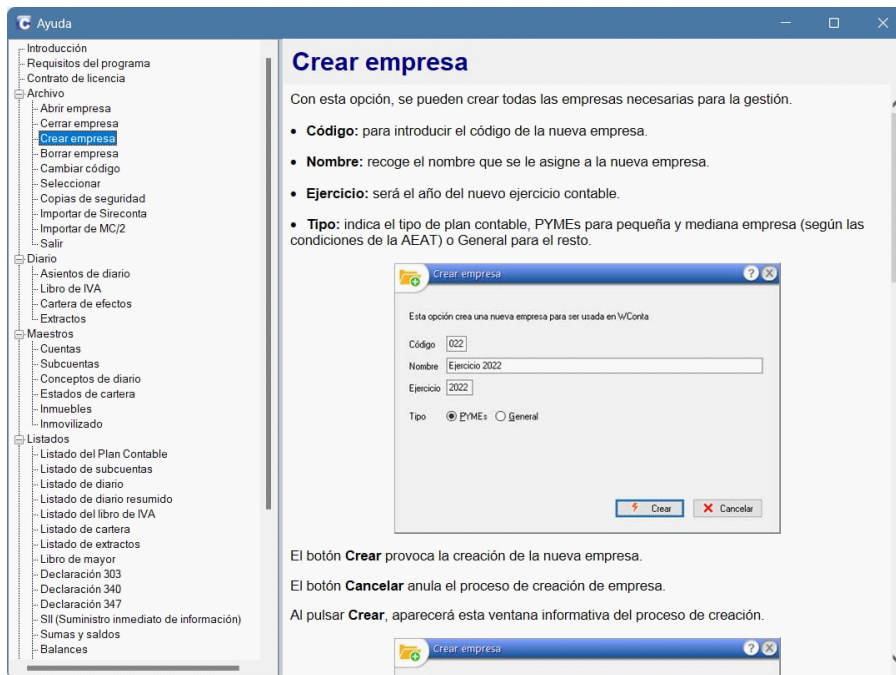 Ayuda
Introducción
Requisitos del programa
Contrato de licencia
Archivo
Abrir empresa
Cerrar empresa
Crear empresa
Borrar empresa
Cambiar código
Seleccionar
Copias de seguridad
Importar de Sireconta
Importar de MC/2
Salir
Diario
Asientos de diario
Libro de IVA
Cartera de efectos
Extractos
Maestros
Cuentas
Subcuentas
Conceptos de diario
Estados de cartera
Inmuebles
Inmovilizado
Listados
Listado del Plan Contable
Listado de subcuentas
Listado de diario
Listado de diario resumido
Listado del libro de IVA
Listado de cartera
Listado de extractos
Libro de mayor
Declaración 303
Declaración 340
Declaración 347
SII (Suministro inmediato de información)
Sumas y saldos
Balances
Crear empresa
Con esta opción, se pueden crear todas las empresas necesarias para la gestión.
• Código: para introducir el código de la nueva empresa.
• Nombre: recoge el nombre que se le asigne a la nueva empresa.
• Ejercicio: será el año del nuevo ejercicio contable.
• Tipo: indica el tipo de plan contable, PYMEs para pequeña y mediana empresa (según las
condiciones de la AEAT) o General para el resto.
Crear empresa
Esta opción crea una nueva empresa para ser usada en WConta
Código 022
Nombre Ejercicio 2022
Ejercicio 2022
Tipo PYMEs General
Crear Cancelar
El botón Crear provoca la creación de la nueva empresa.
El botón Cancelar anula el proceso de creación de empresa.
Al pulsar Crear, aparecerá esta ventana informativa del proceso de creación.
Crear empresa